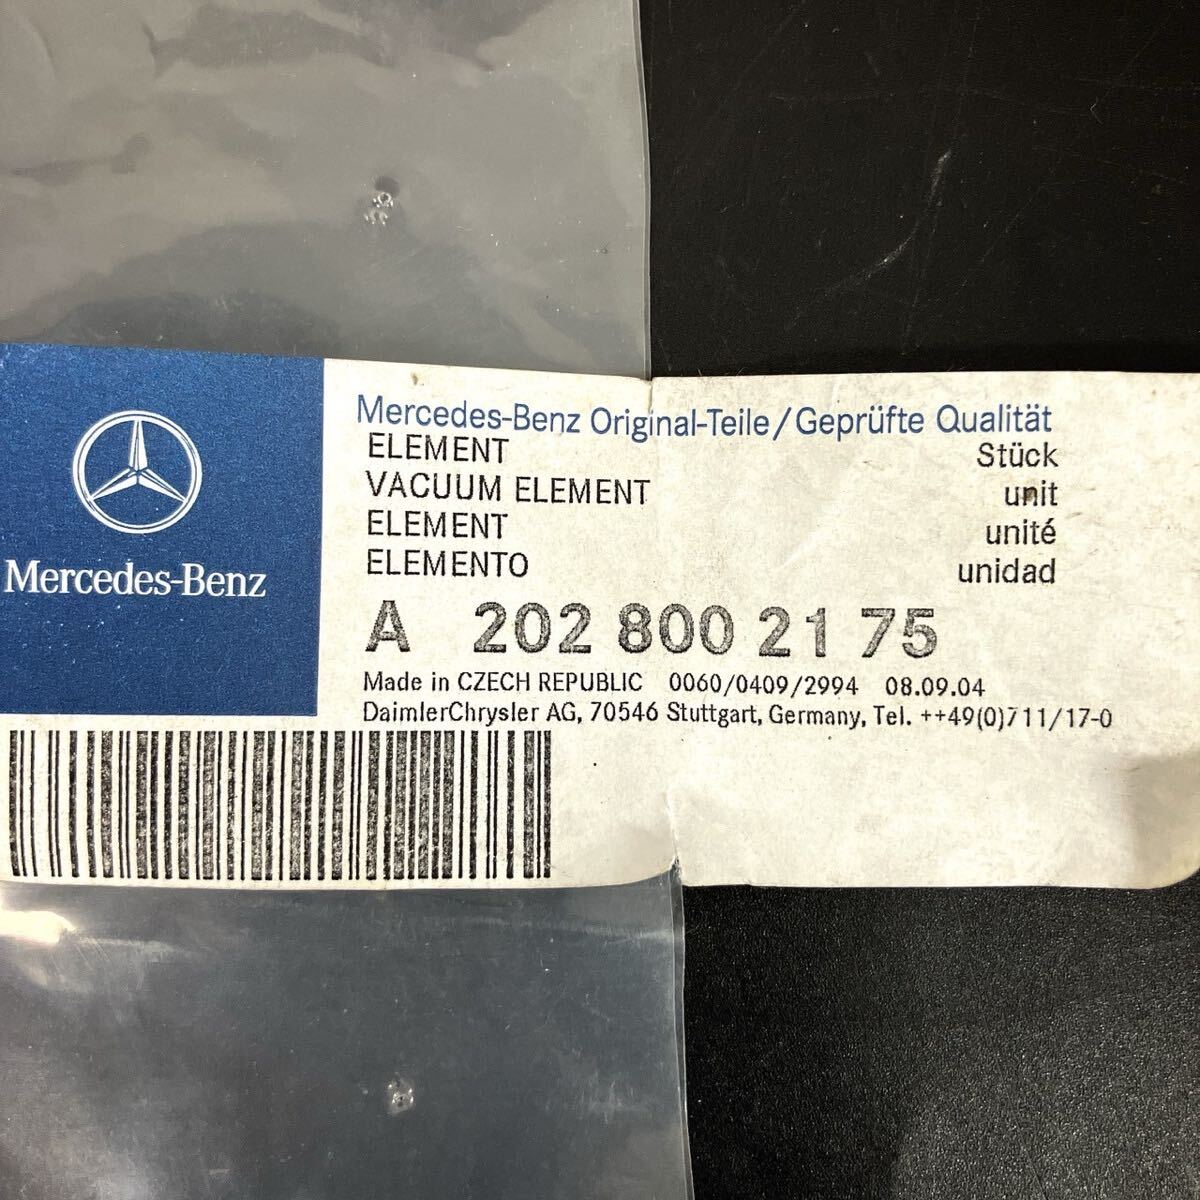 Mercedes-Benz
Mercedes-Benz Original-Teile/Geprüfte Qualität
ELEMENT Stück
VACUUM ELEMENT unit
ELEMENT unité
ELEMENTO unidad
A 202 800 21 75
Made in CZECH REPUBLIC 0060/0409/2994 08.09.04
DaimlerChrysler AG, 70546 Stuttgart, Germany, Tel. ++49(0)711/17-0